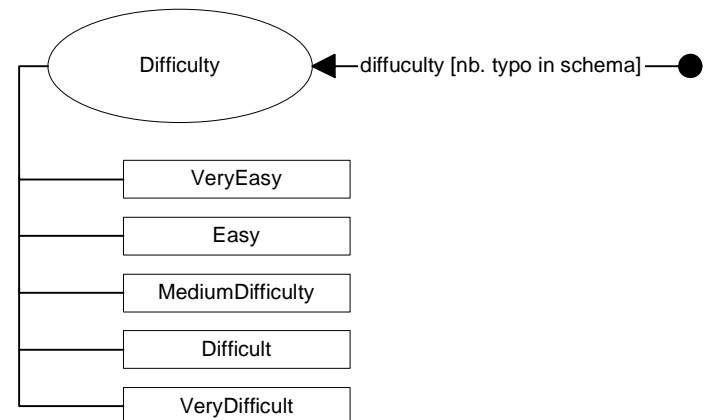 Difficulty
diffuculty [nb. typo in schema]
VeryEasy
Easy
MediumDifficulty
Difficult
VeryDifficult